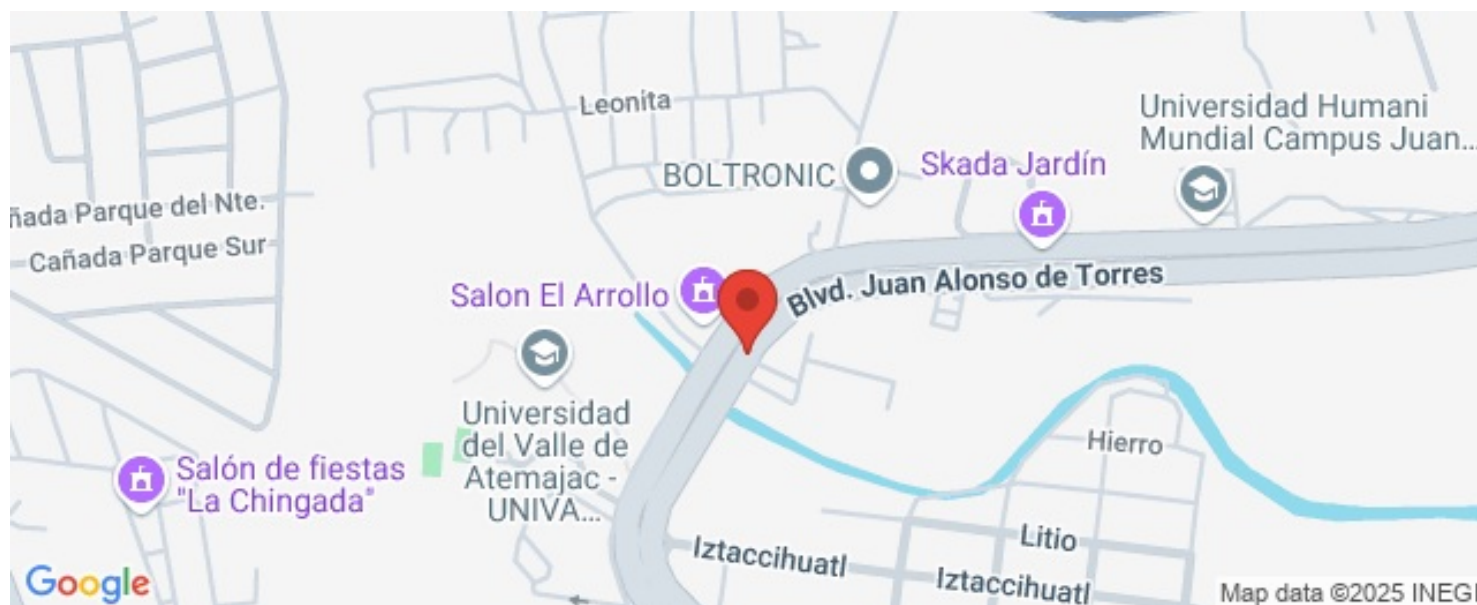 Leonita
Universidad Humani
Mundial Campus Juan...
BOLTRONIC
Skada Jardín
ñada Parque del Nte.
Cañada Parque Sur
Salon El Arrollo
Blvd. Juan Alonso de Torres
Universidad
del Valle de
Atemajac -
UNIVA...
Hierro
Salón de fiestas
"La Chingada"
Litio
Iztaccihuatl
Iztaccihuatl
Google
Map data ©2025 INEGI